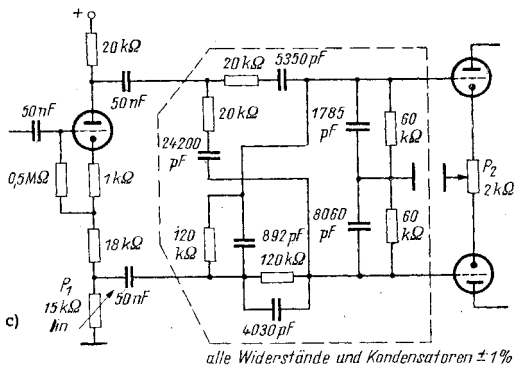 +
20 kΩ
5350 pF
20 kΩ
50 nF
50 nF
20 kΩ
1785 pF
60 kΩ
24200 pF
P₂
2 kΩ
0,5 MΩ
1 kΩ
8060 pF
60 kΩ
18 kΩ
120 kΩ
892 pF
120 kΩ
P₁
50 nF
15 kΩ
lin
4030 pF
c)
alle Widerstände und Kondensatoren ± 1%